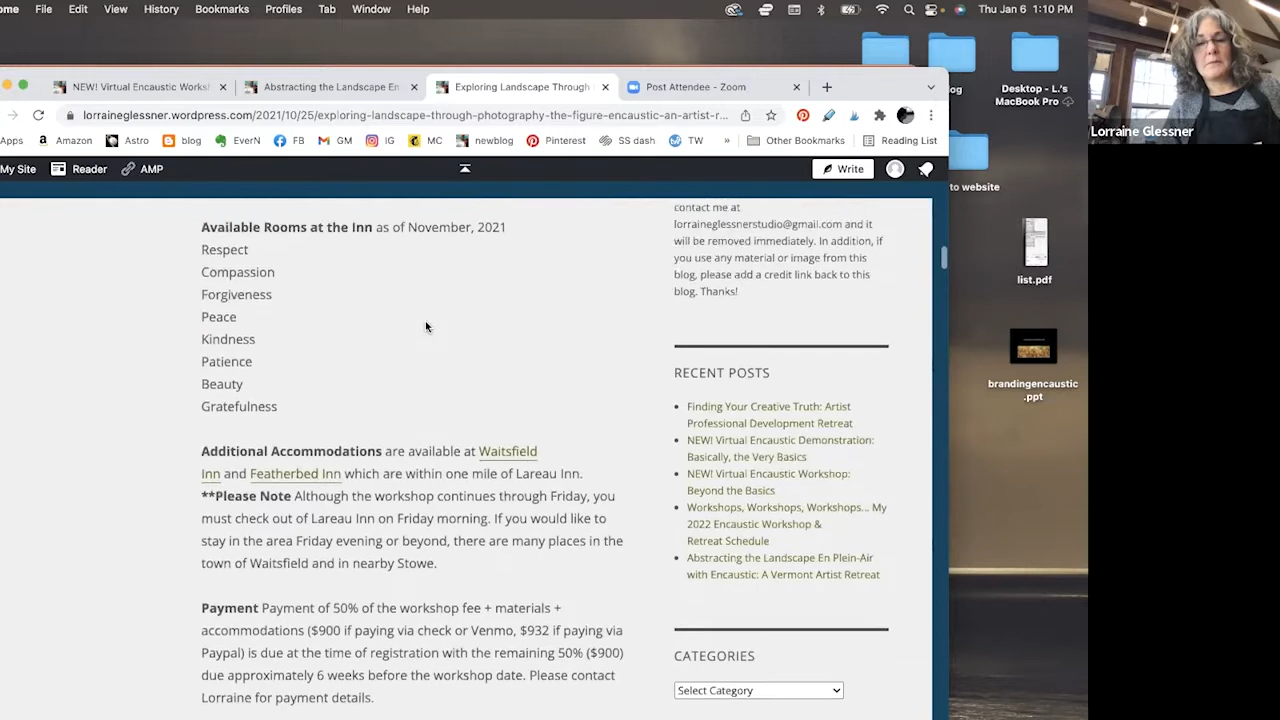 ome File Edit View History Bookmarks Profiles Tab Window Help Thu Jan 6 1:10 PM
NEW! Virtual Encaustic Works
Abstracting the Landscape En
Exploring Landscape Through
Post Attendee - Zoom
lorraineglessner.wordpress.com/2021/10/25/exploring-landscape-through-photography-the-figure-encaustic-an-artist-r...
Apps Amazon Astro blog EverN FB GM IG MC newblog Pinterest SS dash TW » Other Bookmarks Reading List
My Site Reader AMP Write
Available Rooms at the Inn as of November, 2021
Respect
Compassion
Forgiveness
Peace
Kindness
Patience
Beauty
Gratefulness
Additional Accommodations are available at Waitsfield
Inn and Featherbed Inn which are within one mile of Lareau Inn.
**Please Note Although the workshop continues through Friday, you
must check out of Lareau Inn on Friday morning. If you would like to
stay in the area Friday evening or beyond, there are many places in the
town of Waitsfield and in nearby Stowe.
Payment Payment of 50% of the workshop fee + materials +
accommodations ($900 if paying via check or Venmo, $932 if paying via
Paypal) is due at the time of registration with the remaining 50% ($900)
due approximately 6 weeks before the workshop date. Please contact
Lorraine for payment details.
contact me at
lorraineglessnerstudio@gmail.com and it
will be removed immediately. In addition, if
you use any material or image from this
blog, please add a credit link back to this
blog. Thanks!
RECENT POSTS
Finding Your Creative Truth: Artist
Professional Development Retreat
NEW! Virtual Encaustic Demonstration:
Basically, the Very Basics
NEW! Virtual Encaustic Workshop:
Beyond the Basics
Workshops, Workshops, Workshops... My
2022 Encaustic Workshop &
Retreat Schedule
Abstracting the Landscape En Plein-Air
with Encaustic: A Vermont Artist Retreat
CATEGORIES
Select Category
og
Desktop - L.'s
MacBook Pro
to website
list.pdf
brandingencaustic
.ppt
Lorraine Glessner